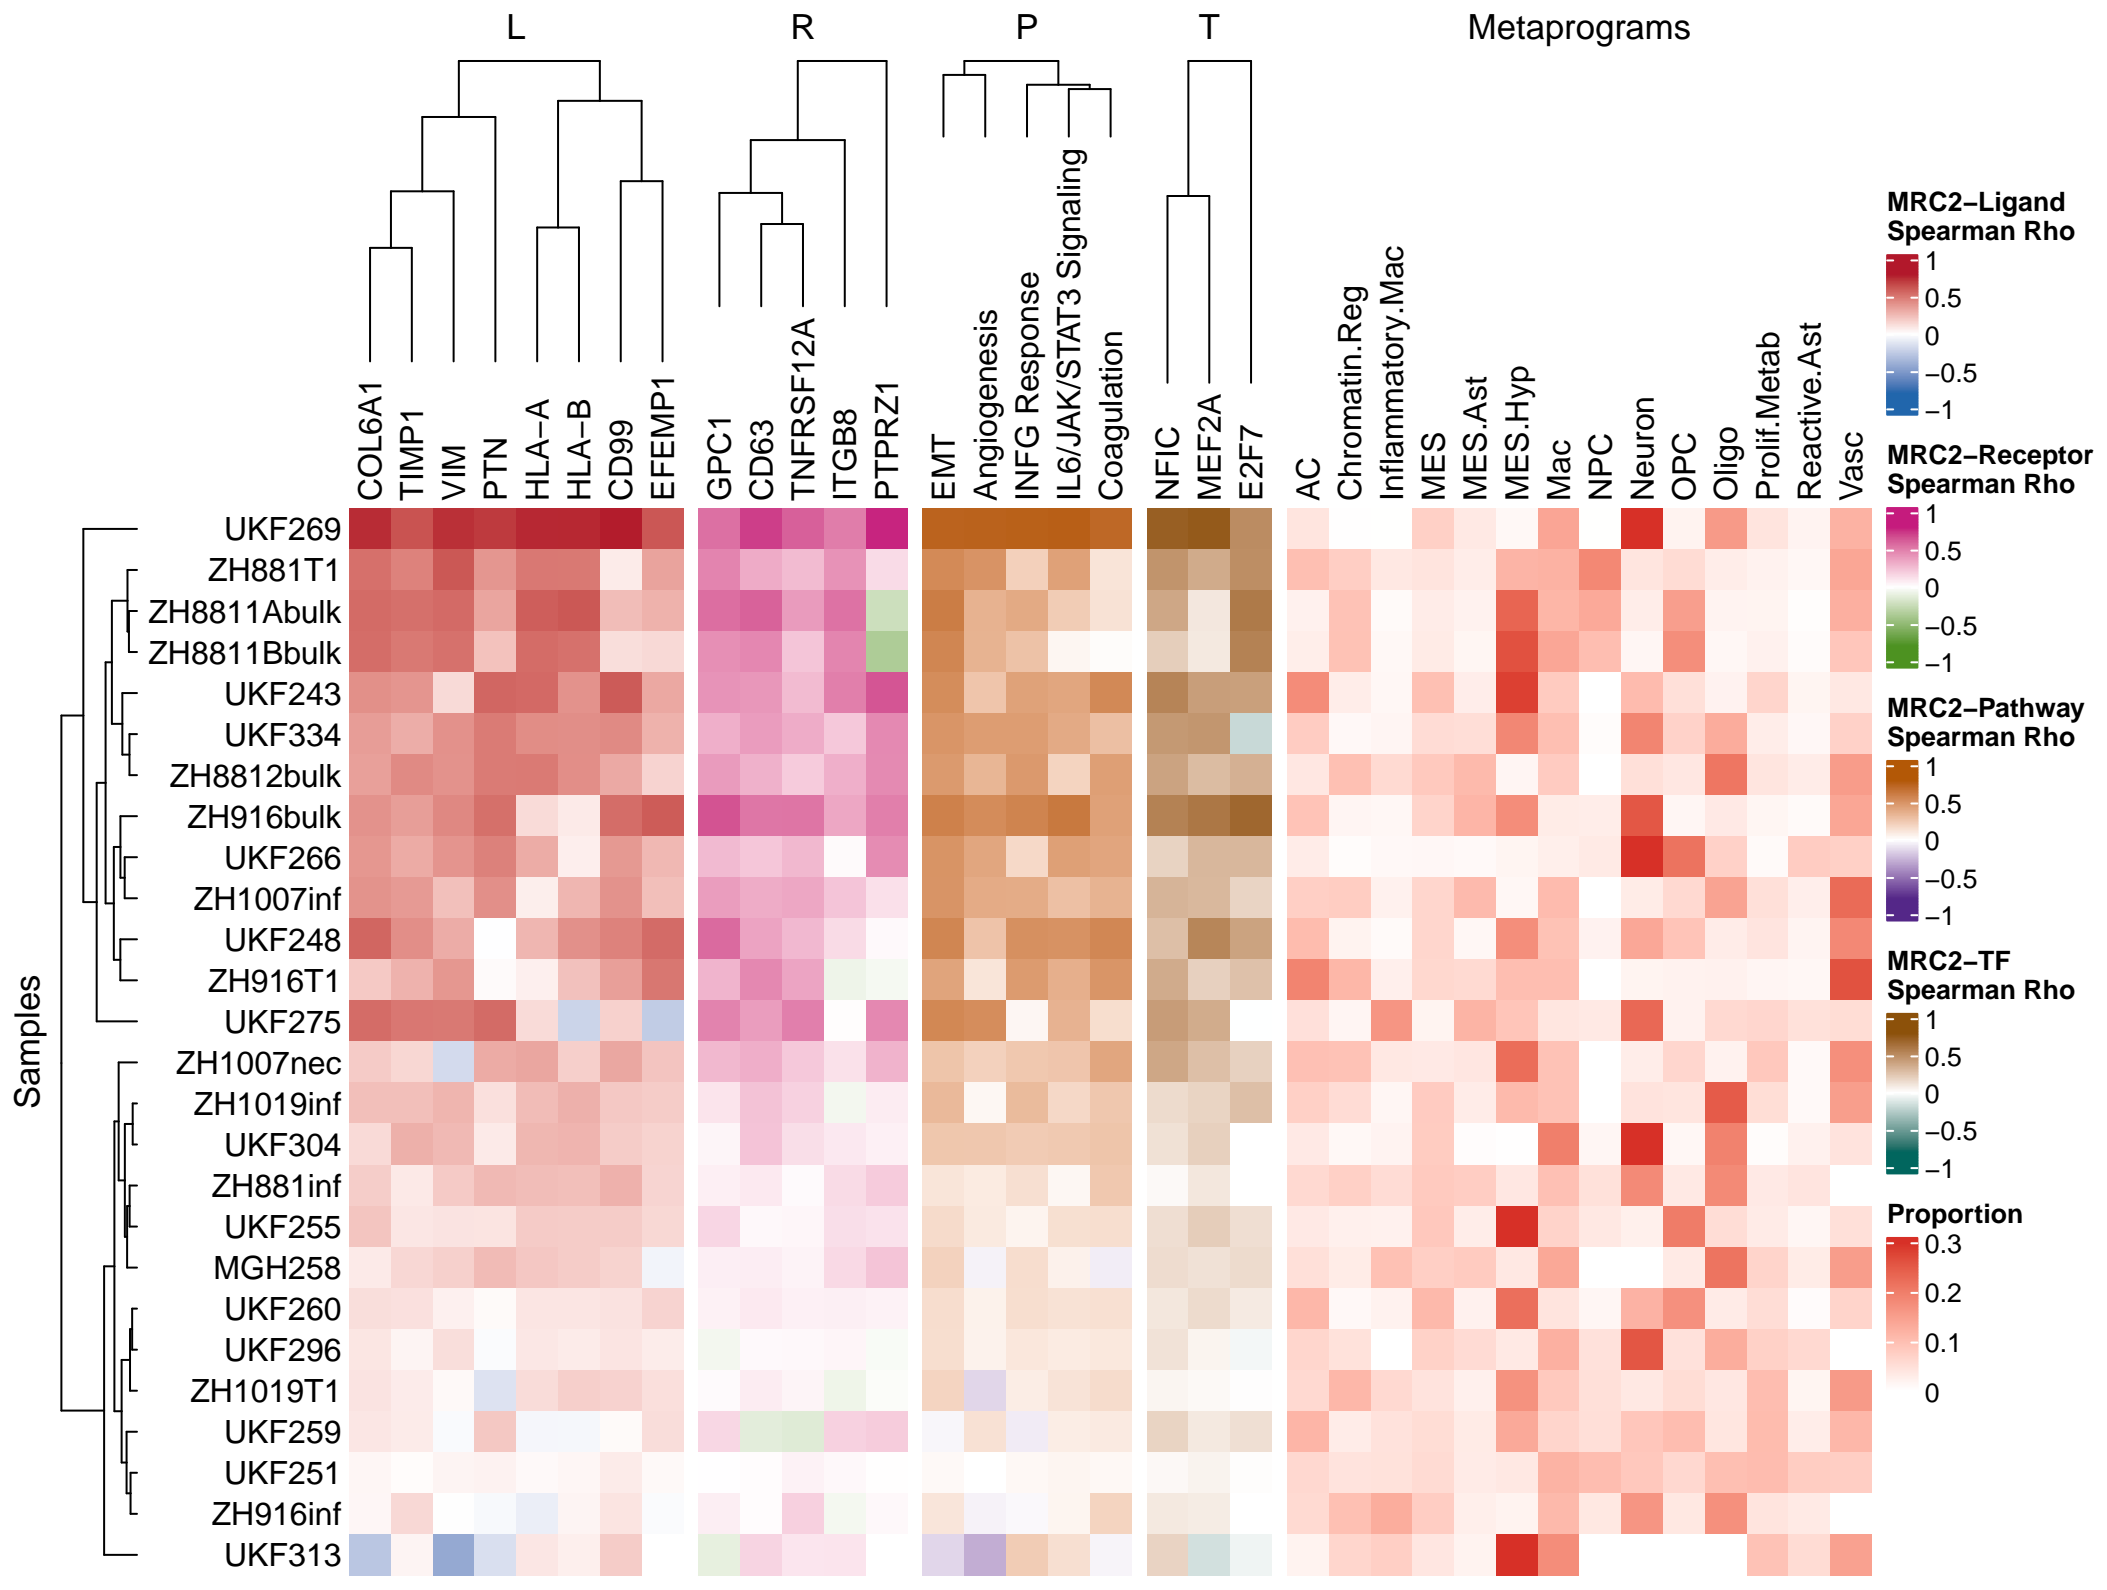 L R P T Metaprograms
COL6A1
TIMP1
VIM
PTN
HLA−A
HLA−B
CD99
EFEMP1
GPC1
CD63
TNFRSF12A
ITGB8
PTPRZ1
EMT
Angiogenesis
INFG Response
IL6/JAK/STAT3 Signaling
Coagulation
NFIC
MEF2A
E2F7
AC
Chromatin.Reg
Inflammatory.Mac
MES
MES.Ast
MES.Hyp
Mac
NPC
Neuron
OPC
Oligo
Prolif.Metab
Reactive.Ast
Vasc
Samples
UKF269
ZH881T1
ZH8811Abulk
ZH8811Bbulk
UKF243
UKF334
ZH8812bulk
ZH916bulk
UKF266
ZH1007inf
UKF248
ZH916T1
UKF275
ZH1007nec
ZH1019inf
UKF304
ZH881inf
UKF255
MGH258
UKF260
UKF296
ZH1019T1
UKF259
UKF251
ZH916inf
UKF313
MRC2−Ligand
Spearman Rho
1
0.5
0
−0.5
−1
MRC2−Receptor
Spearman Rho
1
0.5
0
−0.5
−1
MRC2−Pathway
Spearman Rho
1
0.5
0
−0.5
−1
MRC2−TF
Spearman Rho
1
0.5
0
−0.5
−1
Proportion
0.3
0.2
0.1
0